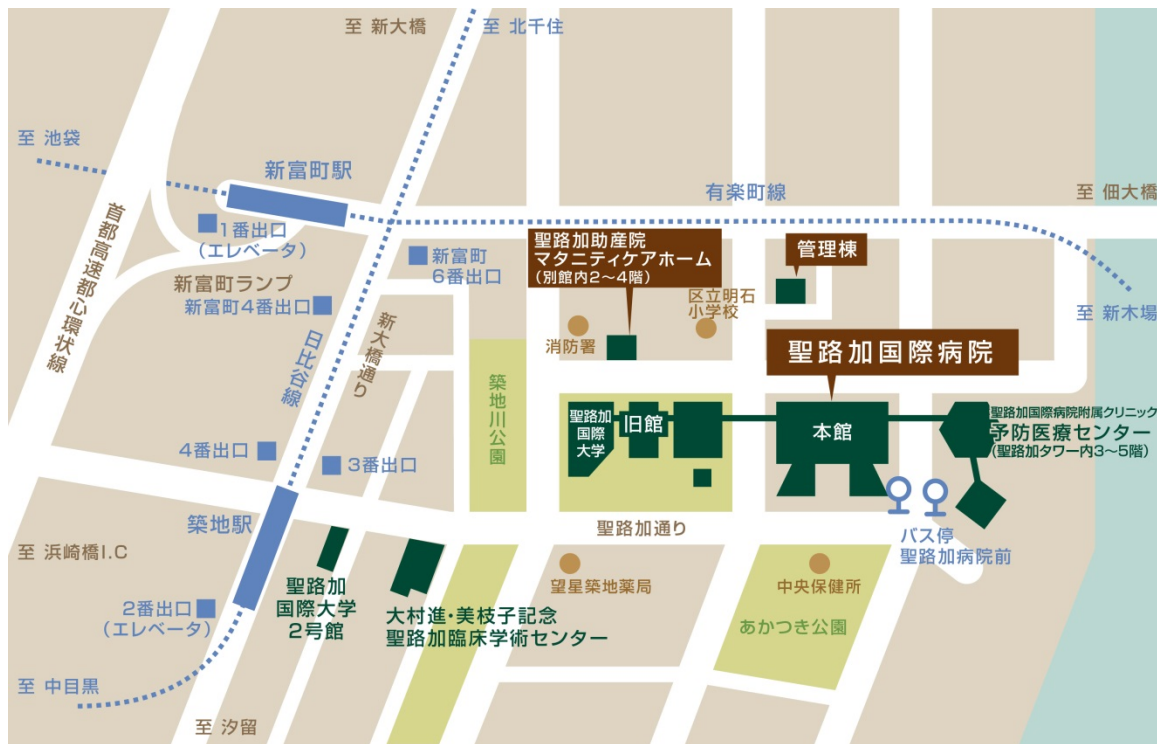 至 新大橋
至 北千住
至 池袋
新富町駅
有楽町線
至 佃大橋
首都高速都心環状線
1番出口
(エレベータ)
新富町
6番出口
聖路加助産院
マタニティケアホーム
(別館内2〜4階)
管理棟
新富町ランプ
新富町4番出口
区立明石
小学校
至 新木場
日比谷線
新大橋通り
消防署
聖路加国際病院
築地川公園
聖路加
国際
大学
旧館
本館
聖路加国際病院附属クリニック
予防医療センター
(聖路加タワー内3〜5階)
4番出口
3番出口
築地駅
聖路加通り
バス停
聖路加病院前
至 浜崎橋I.C
聖路加
国際大学
2号館
大村進・美枝子記念
聖路加臨床学術センター
望星築地薬局
中央保健所
2番出口
(エレベータ)
あかつき公園
至 中目黒
至 汐留